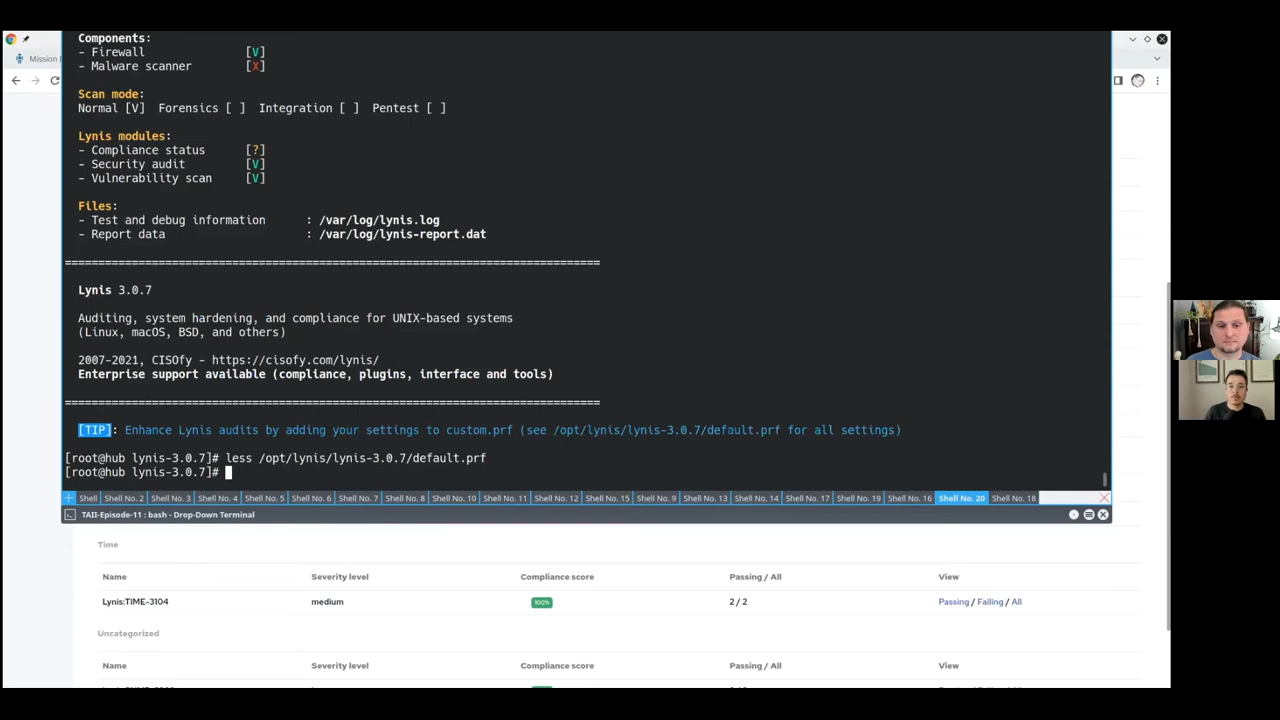 Components:
- Firewall [V]
- Malware scanner [X]
Mission
Scan mode:
Normal [V] Forensics [ ] Integration [ ] Pentest [ ]
Lynis modules:
- Compliance status [?]
- Security audit [V]
- Vulnerability scan [V]
Files:
- Test and debug information : /var/log/lynis.log
- Report data : /var/log/lynis-report.dat
================================================================================
Lynis 3.0.7
Auditing, system hardening, and compliance for UNIX-based systems
(Linux, macOS, BSD, and others)
2007-2021, CISOfy - https://cisofy.com/lynis/
Enterprise support available (compliance, plugins, interface and tools)
================================================================================
[TIP]: Enhance Lynis audits by adding your settings to custom.prf (see /opt/lynis/lynis-3.0.7/default.prf for all settings)
[root@hub lynis-3.0.7]# less /opt/lynis/lynis-3.0.7/default.prf
[root@hub lynis-3.0.7]#
Shell Shell No. 2 Shell No. 3 Shell No. 4 Shell No. 5 Shell No. 6 Shell No. 7 Shell No. 8 Shell No. 10 Shell No. 11 Shell No. 12 Shell No. 15 Shell No. 9 Shell No. 13 Shell No. 14 Shell No. 17 Shell No. 19 Shell No. 16 Shell No. 20 Shell No. 18
TAII-Episode-11 : bash - Drop-Down Terminal
Time
Name Severity level Compliance score Passing / All View
Lynis:TIME-3104 medium 100% 2 / 2 Passing / Failing / All
Uncategorized
Name Severity level Compliance score Passing / All View